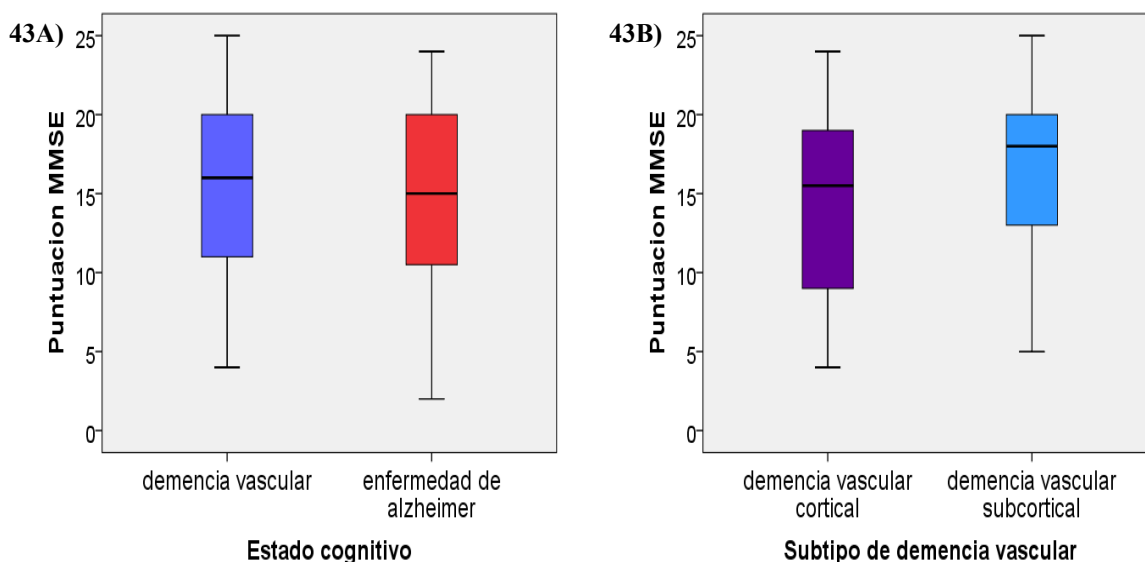 43A)
Puntuacion MMSE
25
20
15
10
5
0
demencia vascular
enfermedad de
alzheimer
Estado cognitivo
43B)
Puntuacion MMSE
25
20
15
10
5
0
demencia vascular
cortical
demencia vascular
subcortical
Subtipo de demencia vascular